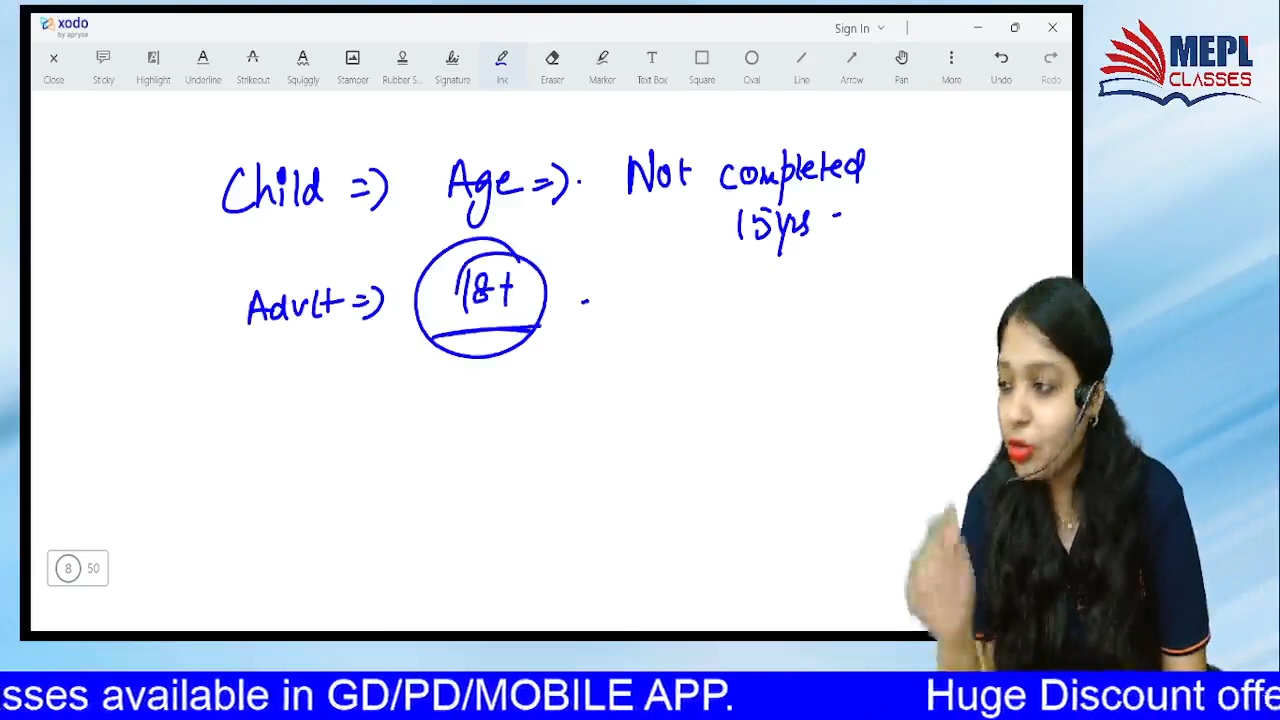 xodo
by apryse
Sign In
Close Sticky Highlight Underline Strikeout Squiggly Stamper Rubber S... Signature Ink Eraser Marker Text Box Square Oval Line Arrow Pan More Undo Redo
MEPL
CLASSES
Child => Age => Not completed
15yrs
Adult => 18+
8 50
sses available in GD/PD/MOBILE APP. Huge Discount offe